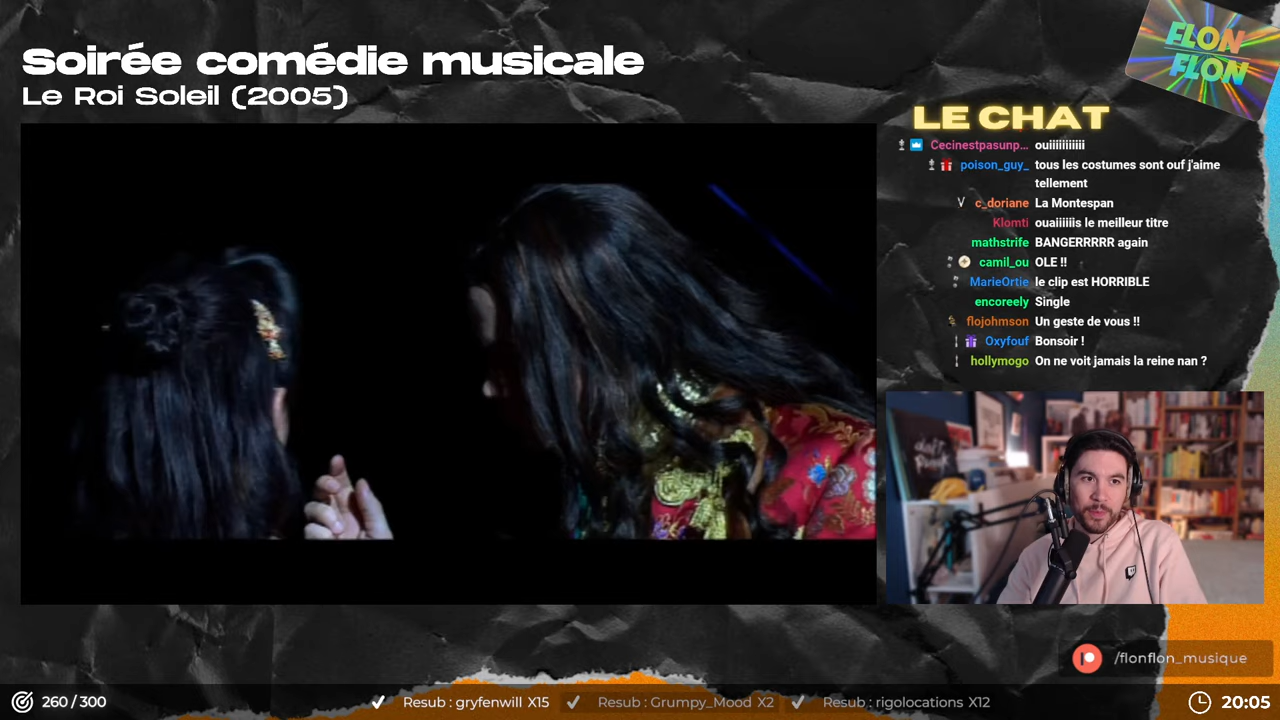 Soirée comédie musicale
Le Roi Soleil (2005)
FLON
FLON
LE CHAT
Cecinestpasunp... ouiiiiiiiiiii
poison_guy_ tous les costumes sont ouf j'aime
tellement
c_doriane La Montespan
Klomti ouaiiiiiis le meilleur titre
mathstrife BANGERRRRR again
camil_ou OLE !!
MarieOrtie le clip est HORRIBLE
encoreely Single
flojohmson Un geste de vous !!
Oxyfouf Bonsoir !
hollymogo On ne voit jamais la reine nan ?
daft
punk
/flonflon_musique
260 / 300
Resub : gryfenwill X15
Resub : Grumpy_Mood X2
Resub : rigolocations X12
20:05